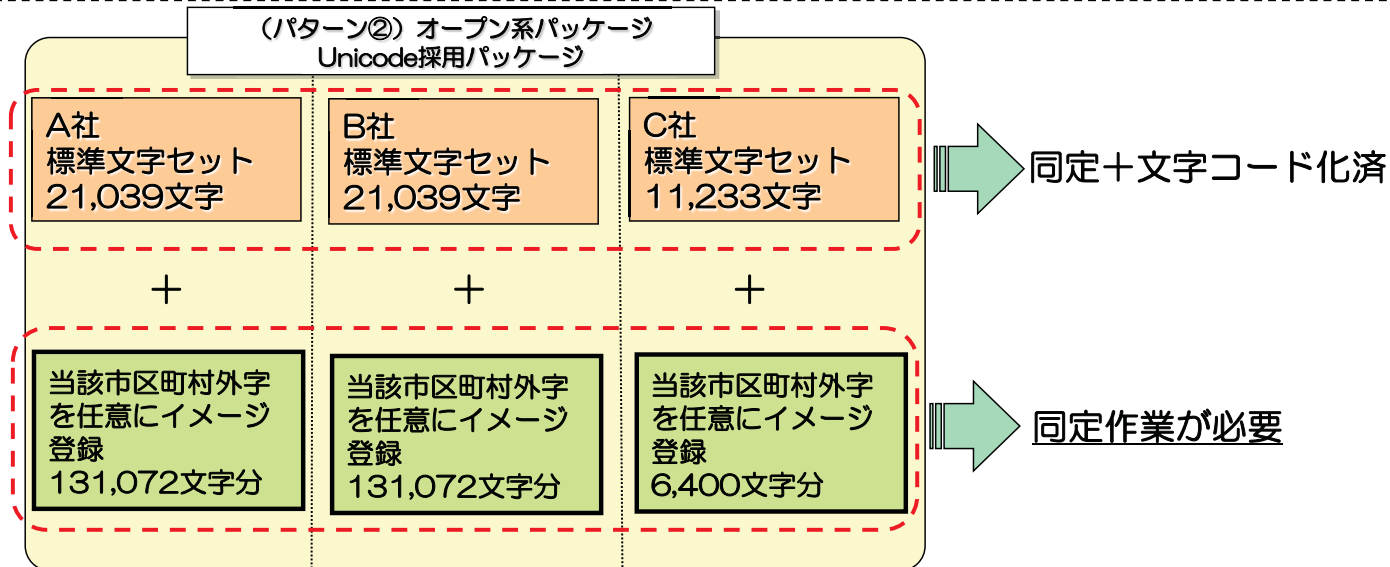 （パターン②）オープン系パッケージ
Unicode採用パッケージ
A社
標準文字セット
21,039文字
B社
標準文字セット
21,039文字
C社
標準文字セット
11,233文字
同定＋文字コード化済
＋
＋
＋
当該市区町村外字
を任意にイメージ
登録
131,072文字分
当該市区町村外字
を任意にイメージ
登録
131,072文字分
当該市区町村外字
を任意にイメージ
登録
6,400文字分
同定作業が必要